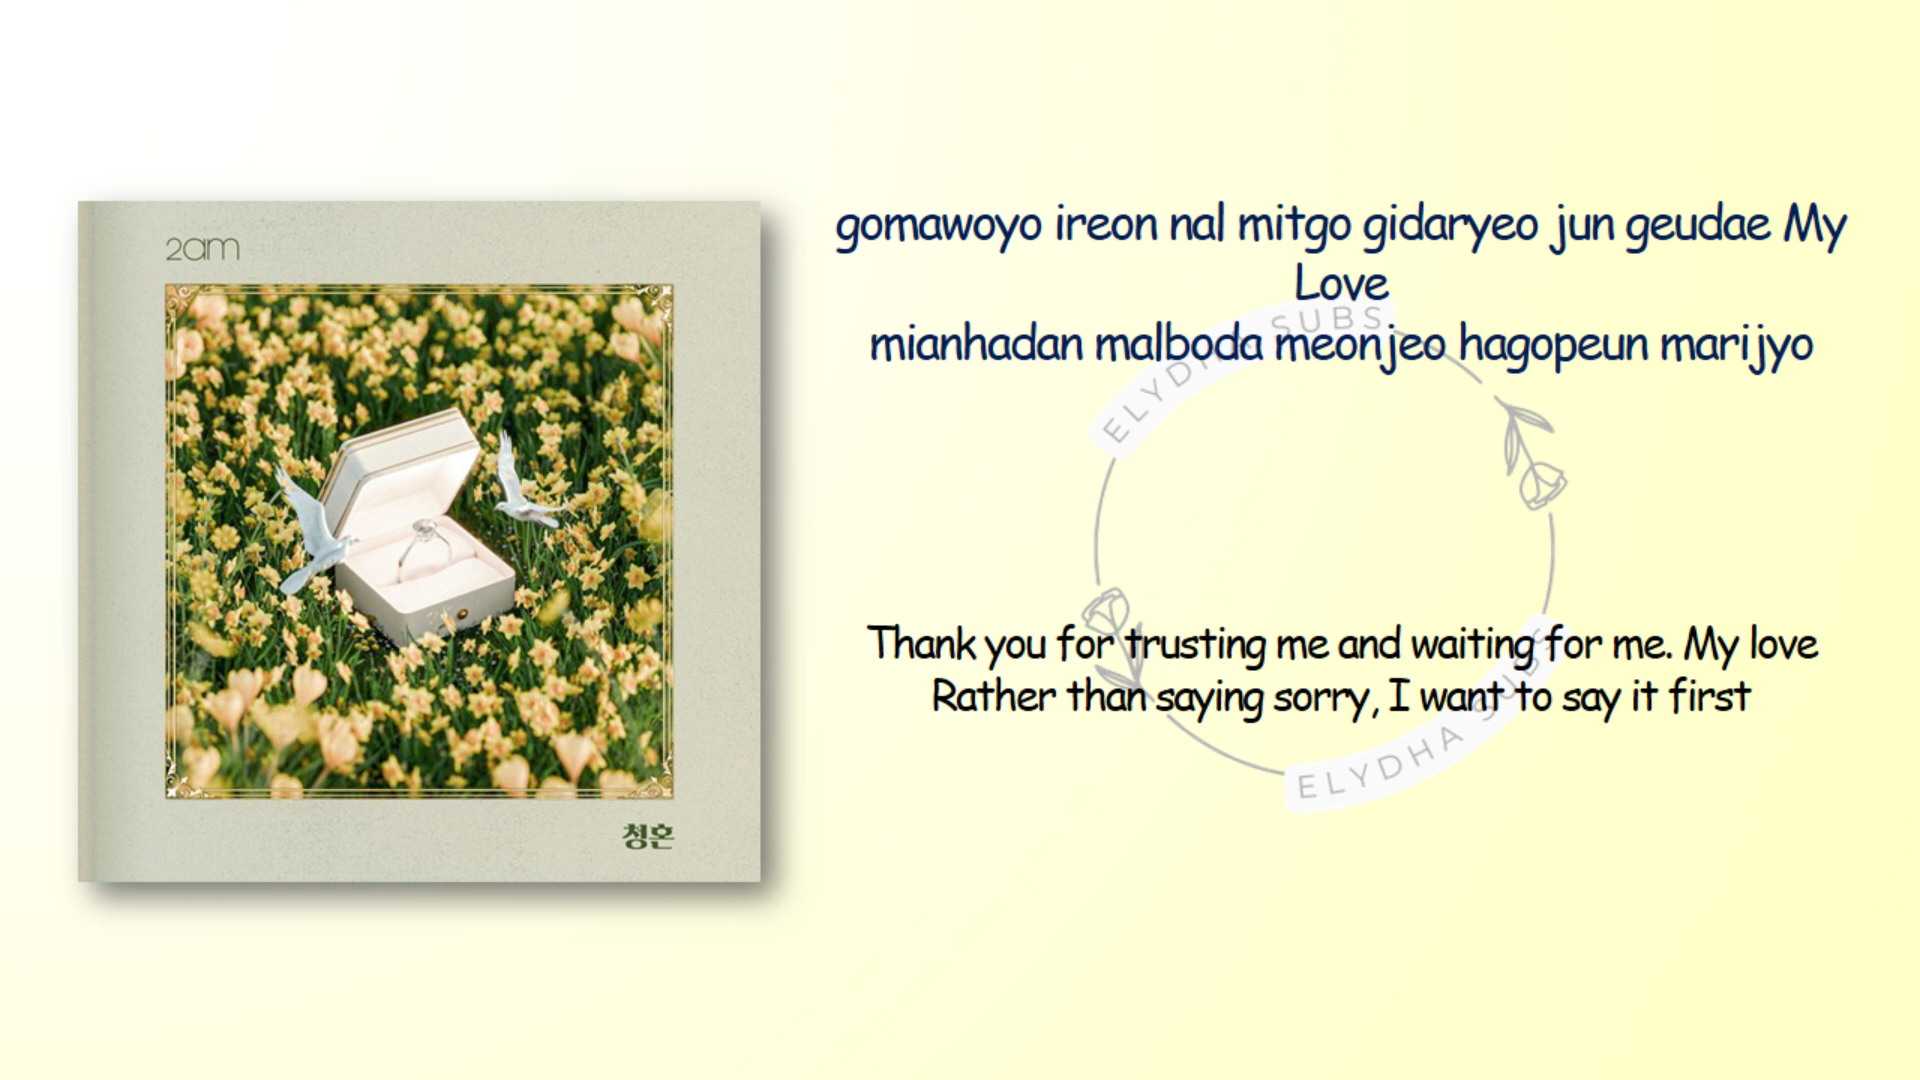 2am
청혼
gomawoyo ireon nal mitgo gidaryeo jun geudae My
Love
mianhadan malboda meonjeo hagopeun marijyo
ELYDHA SUBS
Thank you for trusting me and waiting for me. My love
Rather than saying sorry, I want to say it first
ELYDHA SUBS